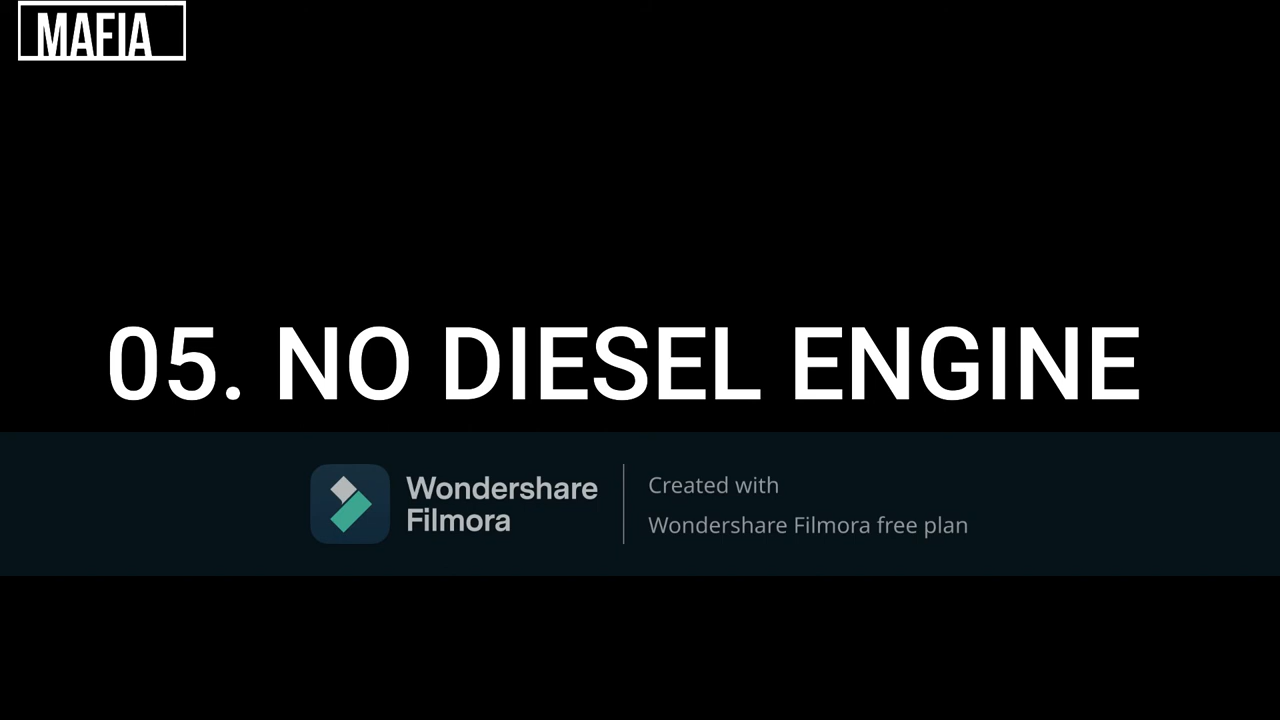 MAFIA
05. NO DIESEL ENGINE
Wondershare
Filmora
Created with
Wondershare Filmora free plan